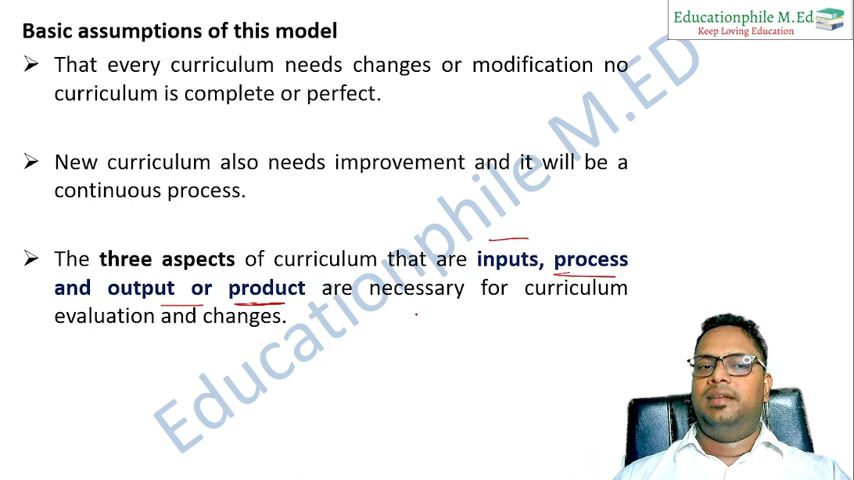 Basic assumptions of this model
Educationphile M.Ed
Keep Loving Education
➢ That every curriculum needs changes or modification no
curriculum is complete or perfect.
➢ New curriculum also needs improvement and it will be a
continuous process.
➢ The three aspects of curriculum that are inputs, process
and output or product are necessary for curriculum
evaluation and changes.
Educationphile M.ED